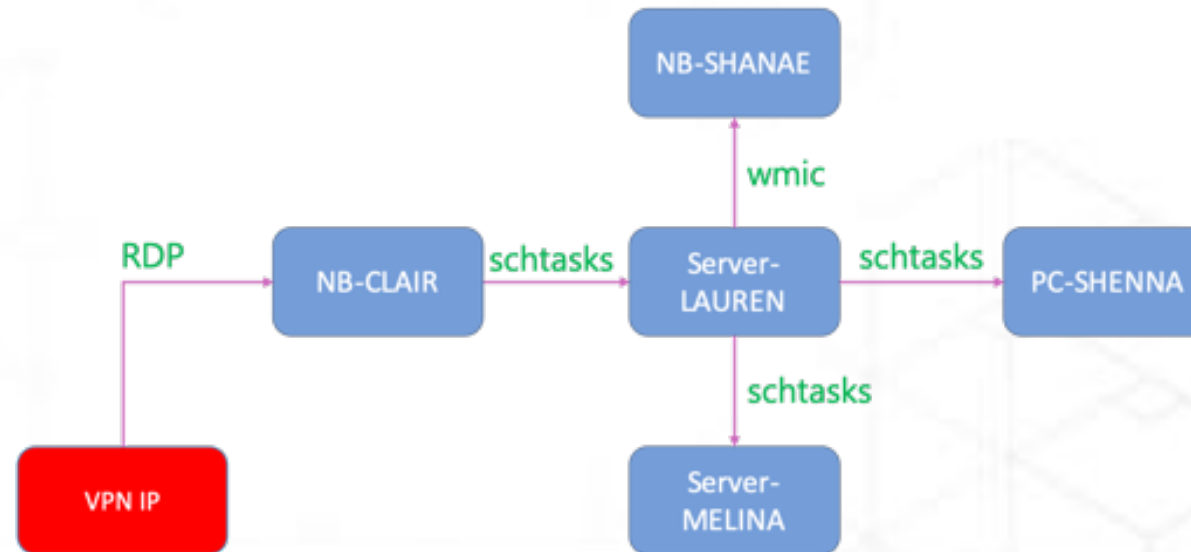 NB-SHANAE
wmic
RDP
NB-CLAIR
schtasks
Server-
LAUREN
schtasks
PC-SHENNA
schtasks
VPN IP
Server-
MELINA